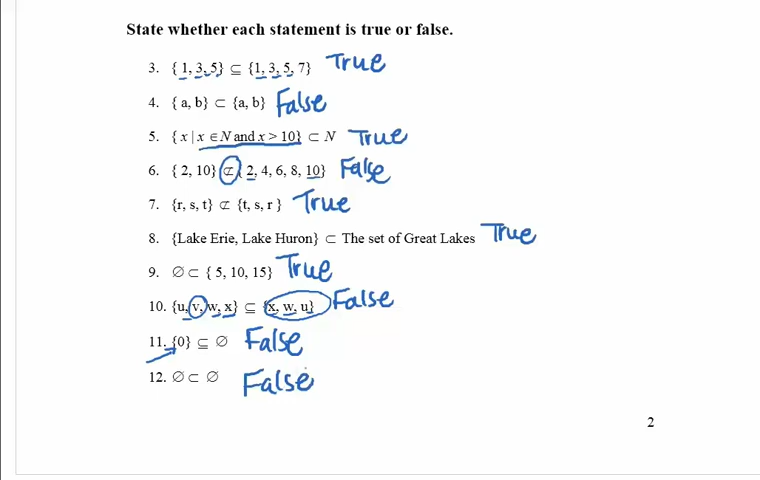 State whether each statement is true or false.
3. { 1, 3, 5} ⊆ {1, 3, 5, 7} True
4. { a, b} ⊂ {a, b} False
5. { x | x ∈ N and x > 10} ⊂ N True
6. { 2, 10} ⊄ { 2, 4, 6, 8, 10} False
7. {r, s, t} ⊄ {t, s, r } True
8. {Lake Erie, Lake Huron} ⊂ The set of Great Lakes True
9. ∅ ⊂ { 5, 10, 15} True
10. {u, v, w, x} ⊆ {x, w, u} False
11. {0} ⊆ ∅ False
12. ∅ ⊂ ∅ False
2